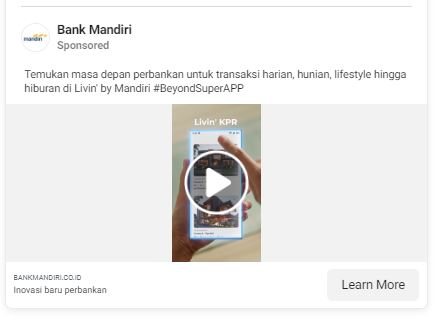 mandiri
Bank Mandiri
Sponsored
Temukan masa depan perbankan untuk transaksi harian, hunian, lifestyle hingga
hiburan di Livin' by Mandiri #BeyondSuperAPP
Livin' KPR
BANKMANDIRI.CO.ID
Inovasi baru perbankan
Learn More